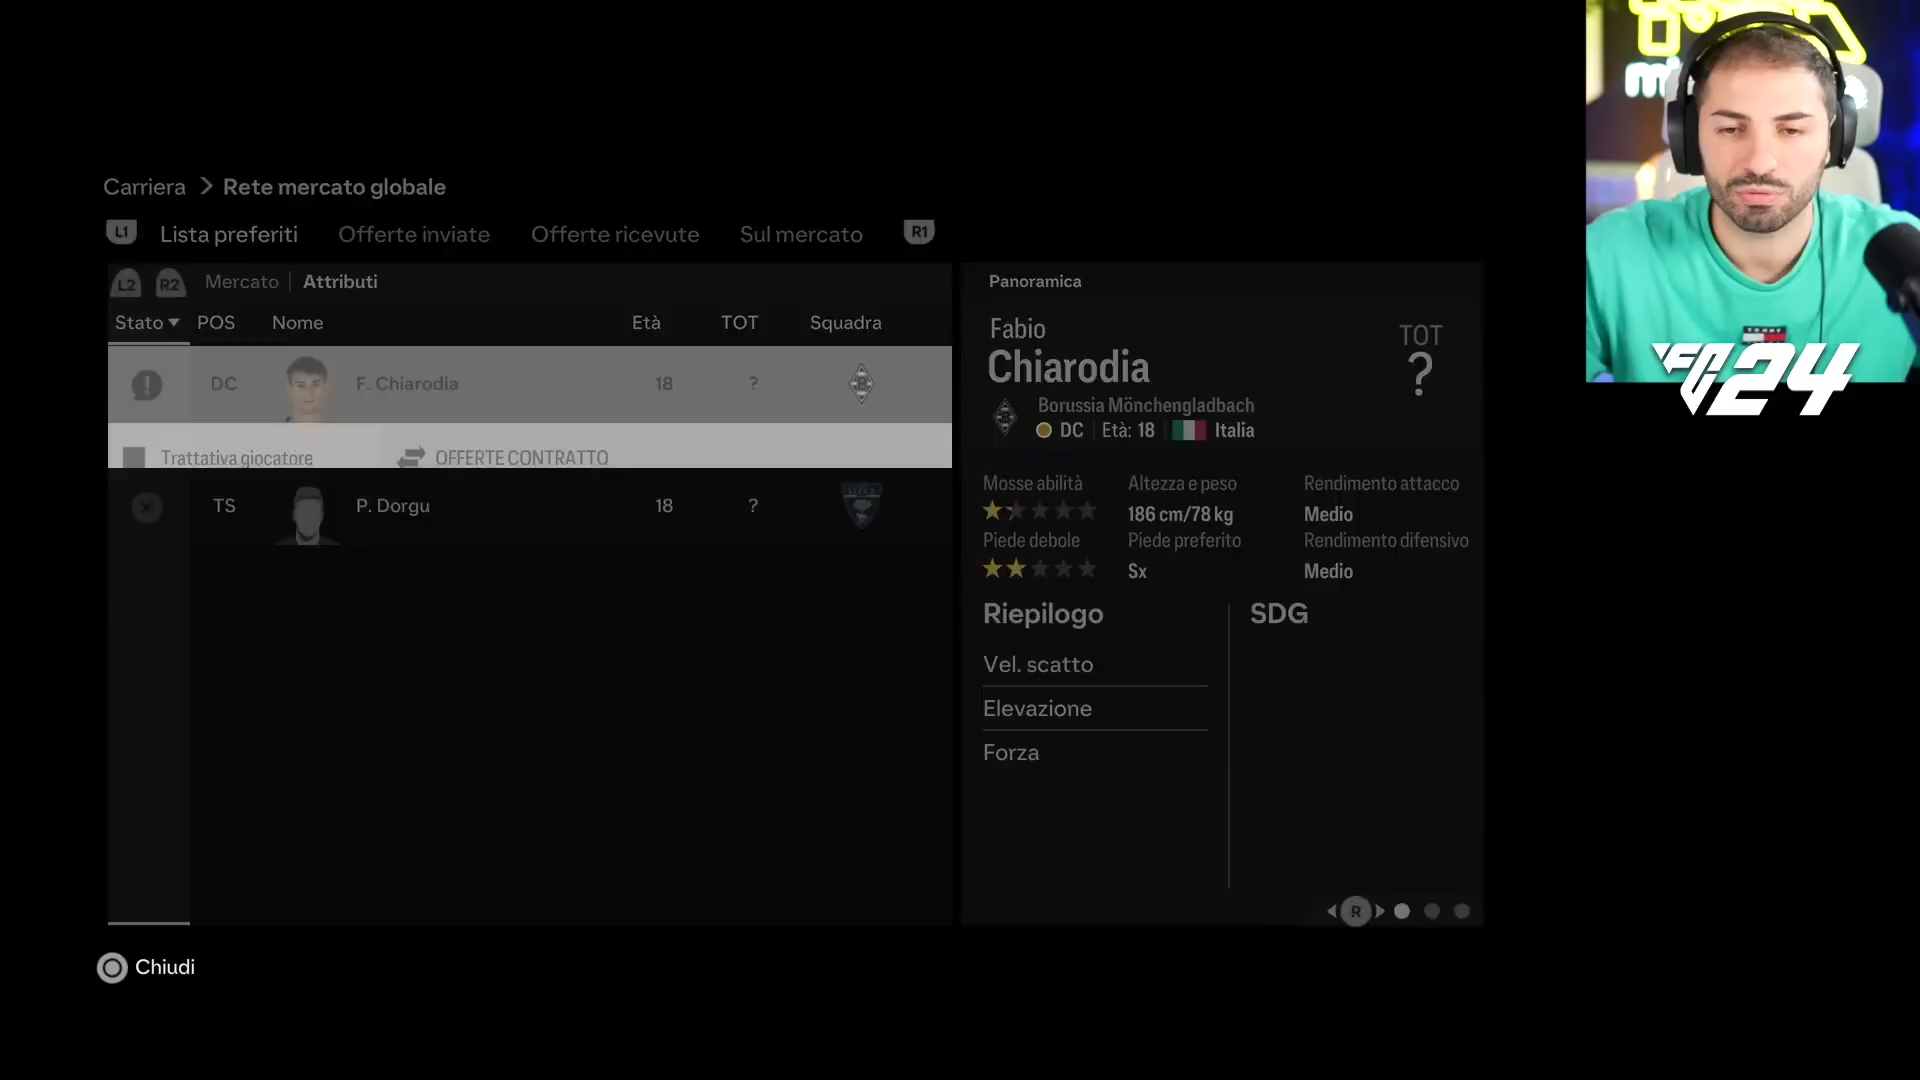 Carriera > Rete mercato globale
L1 Lista preferiti Offerte inviate Offerte ricevute Sul mercato R1
L2 R2 Mercato | Attributi
Stato POS Nome Età TOT Squadra
DC F. Chiarodia 18 ?
Trattativa giocatore OFFERTE CONTRATTO
TS P. Dorgu 18 ?
Panoramica
Fabio
Chiarodia
TOT
?
Borussia Mönchengladbach
DC Età: 18 Italia
Mosse abilità Altezza e peso Rendimento attacco
186 cm/78 kg Medio
Piede debole Piede preferito Rendimento difensivo
Sx Medio
Riepilogo SDG
Vel. scatto
Elevazione
Forza
R
Chiudi
TOMMY
24